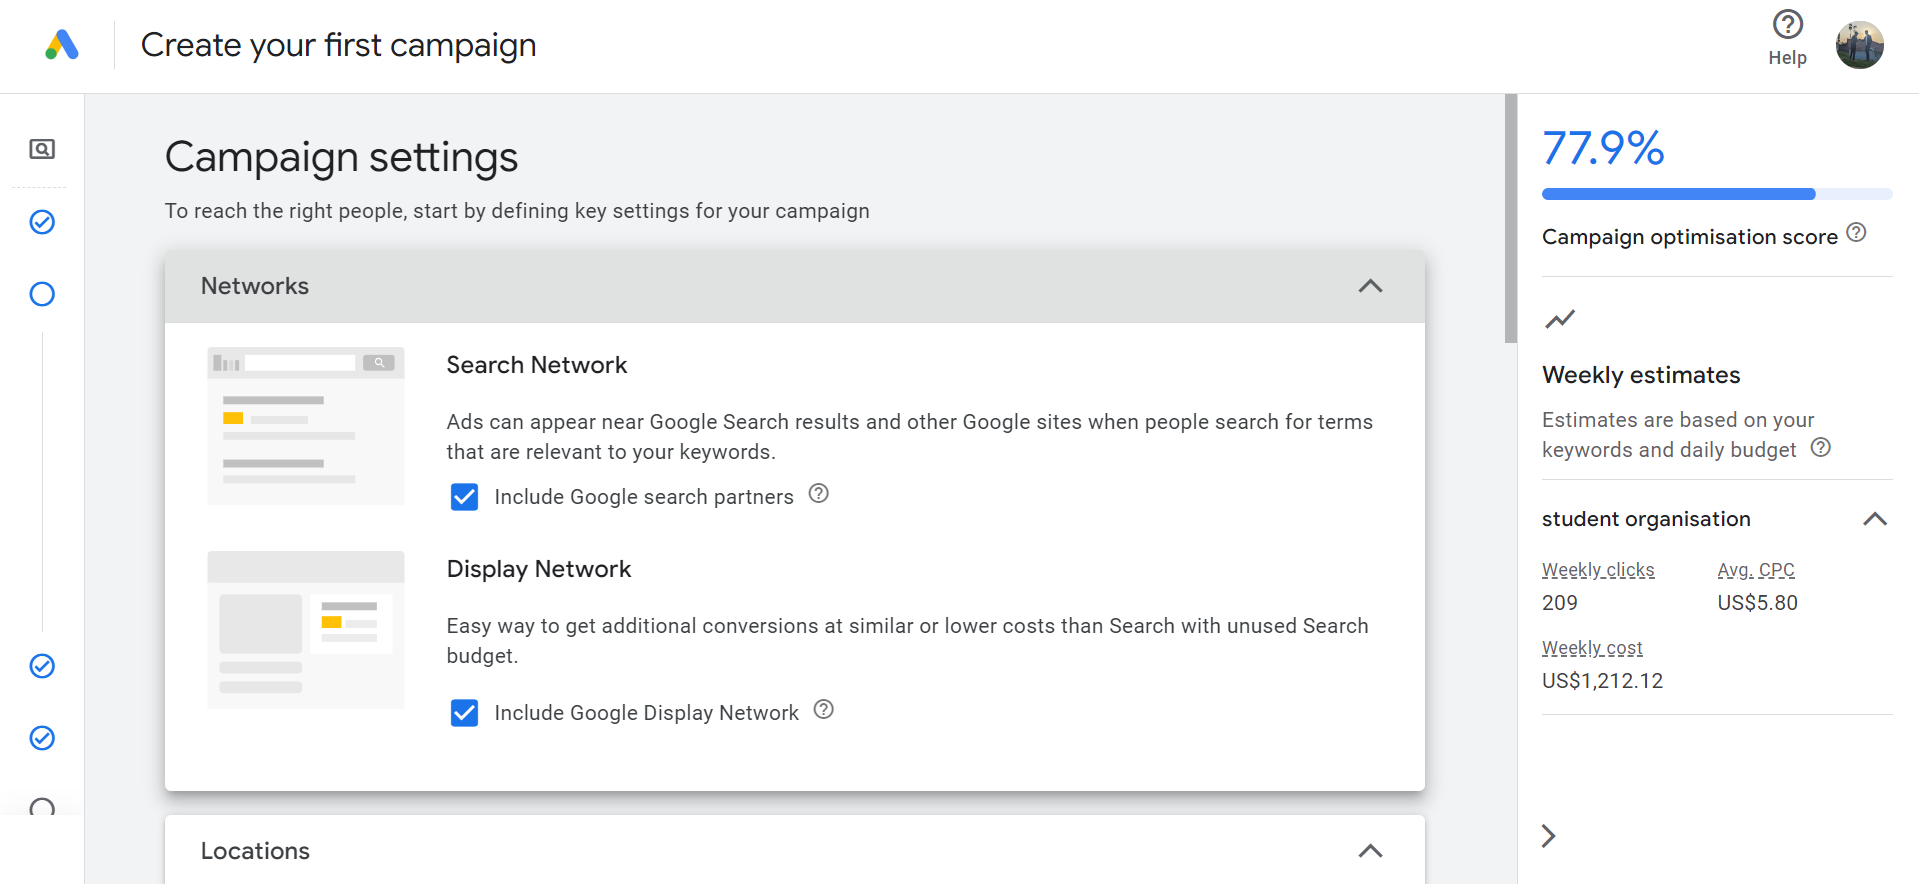 Create your first campaign
Help
Campaign settings
To reach the right people, start by defining key settings for your campaign
Networks
Search Network
Ads can appear near Google Search results and other Google sites when people search for terms
that are relevant to your keywords.
Include Google search partners
Display Network
Easy way to get additional conversions at similar or lower costs than Search with unused Search
budget.
Include Google Display Network
Locations
77.9%
Campaign optimisation score
Weekly estimates
Estimates are based on your
keywords and daily budget
student organisation
Weekly clicks Avg. CPC
209 US$5.80
Weekly cost
US$1,212.12